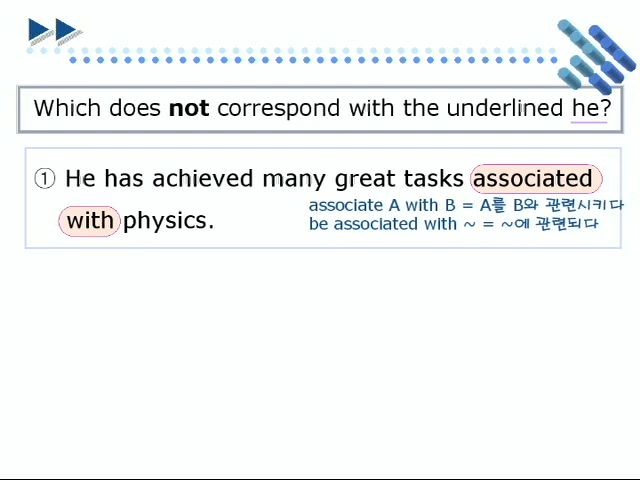 Which does not correspond with the underlined he?
① He has achieved many great tasks associated
with physics.
associate A with B = A를 B와 관련시키다
be associated with ~ = ~에 관련되다